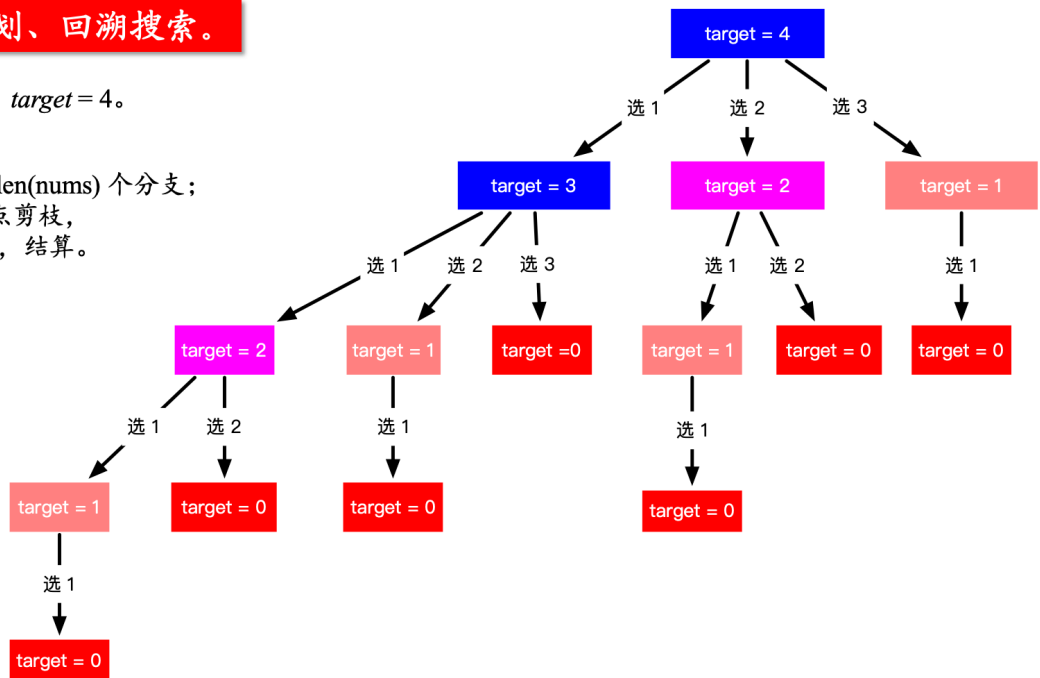 划、回溯搜索。
target = 4。
len(nums) 个分支；
点剪枝，
，结算。
target = 4
选 1
选 2
选 3
target = 3
target = 2
target = 1
选 1
选 2
选 3
选 1
选 2
选 1
target = 2
target = 1
target =0
target = 1
target = 0
target = 0
选 1
选 2
选 1
选 1
target = 1
target = 0
target = 0
target = 0
选 1
target = 0